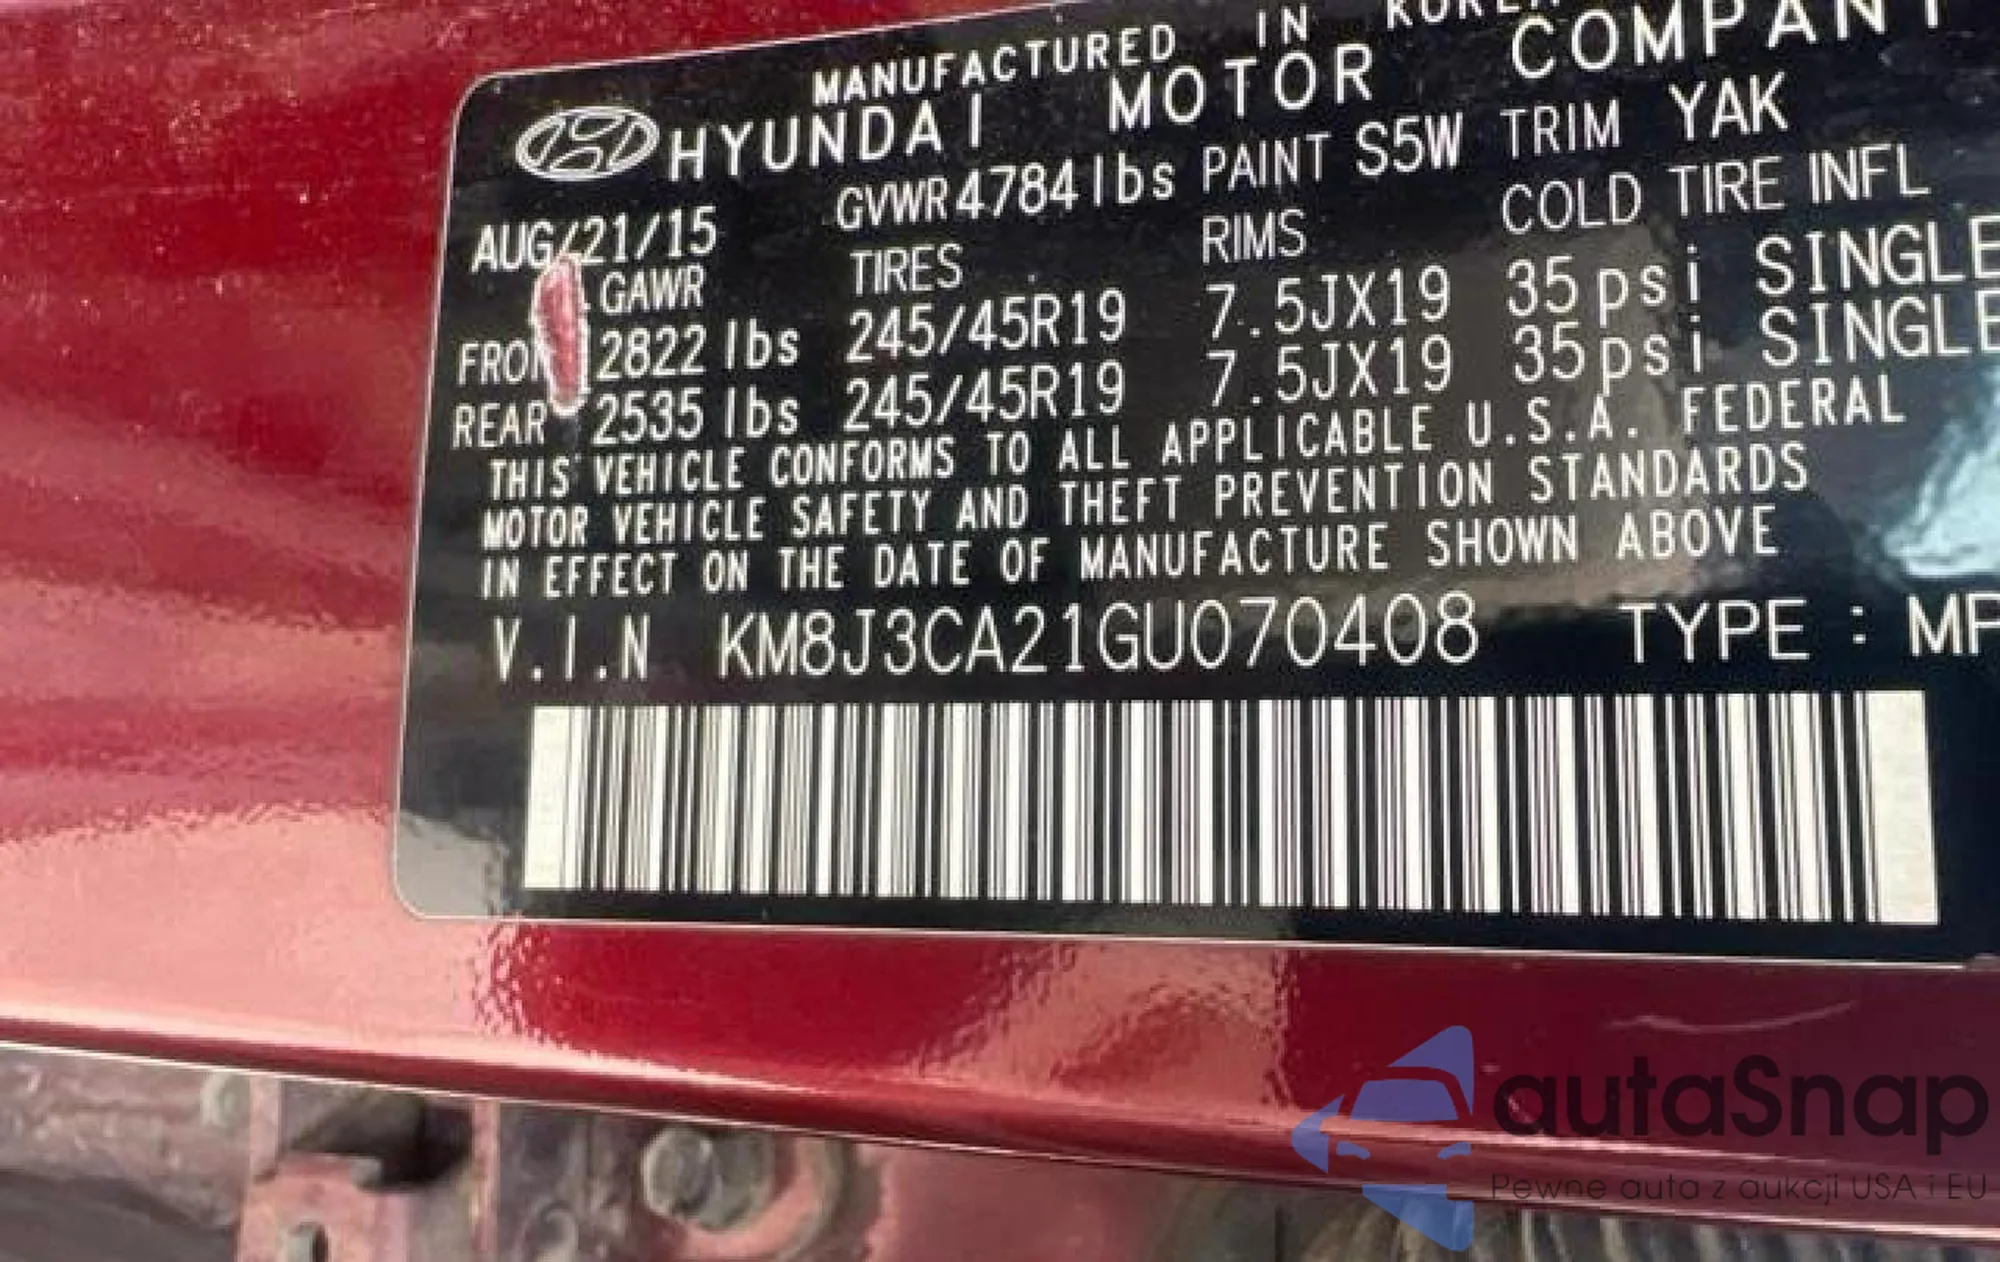 MANUFACTURED IN KOREA
HYUNDAI MOTOR COMPANY
AUG/21/15 GVWR 4784 lbs PAINT S5W TRIM YAK
GAWR TIRES RIMS COLD TIRE INFL
FRON 2822 lbs 245/45R19 7.5JX19 35psi SINGLE
REAR 2535 lbs 245/45R19 7.5JX19 35psi SINGLE
THIS VEHICLE CONFORMS TO ALL APPLICABLE U.S.A. FEDERAL
MOTOR VEHICLE SAFETY AND THEFT PREVENTION STANDARDS
IN EFFECT ON THE DATE OF MANUFACTURE SHOWN ABOVE
V.I.N KM8J3CA21GU070408 TYPE : MP
autaSnap
Pewne auta z aukcji USA i EU